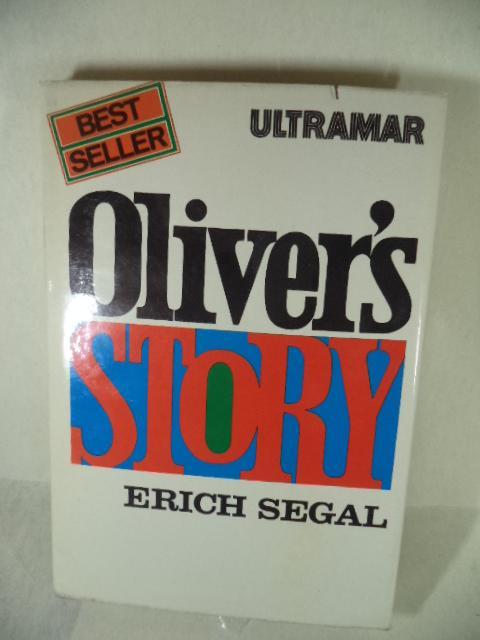 BEST
SELLER
ULTRAMAR
Oliver's
STORY
ERICH SEGAL